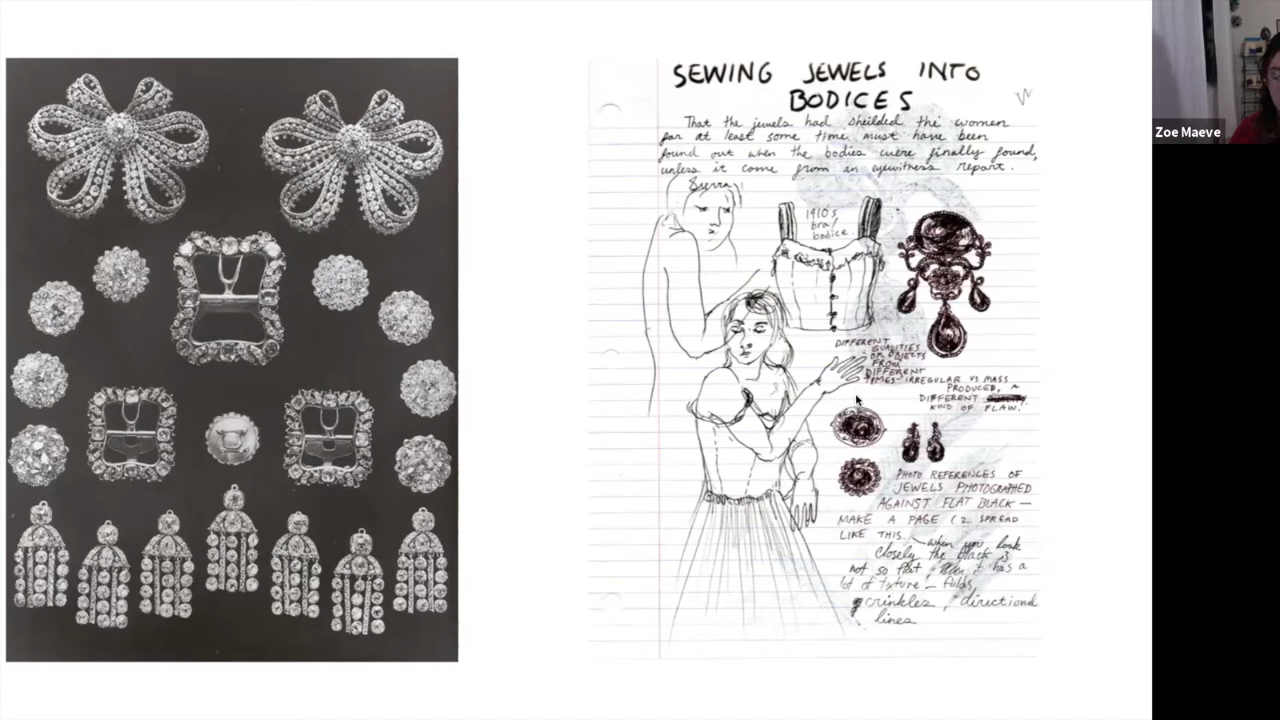 SEWING JEWELS INTO
BODICES
That the jewels had sheilded the women
for at least some time must have been
found out when the bodies were finally found,
unless it come from an eyewitness report.
1910's
bra/
bodice
DIFFERENT
QUALITIES
OF OBJECTS
FROM
DIFFERENT
TIMES - IRREGULAR VS MASS
PRODUCED, A
DIFFERENT
KIND OF FLAW.
PHOTO REFERENCES OF
JEWELS PHOTOGRAPHED
AGAINST FLAT BLACK —
MAKE A PAGE (2 SPREAD
LIKE THIS.
when you look
closely the black is
not so flat, it has a
lot of texture - folds,
crinkles, directional
lines
Zoe Maeve